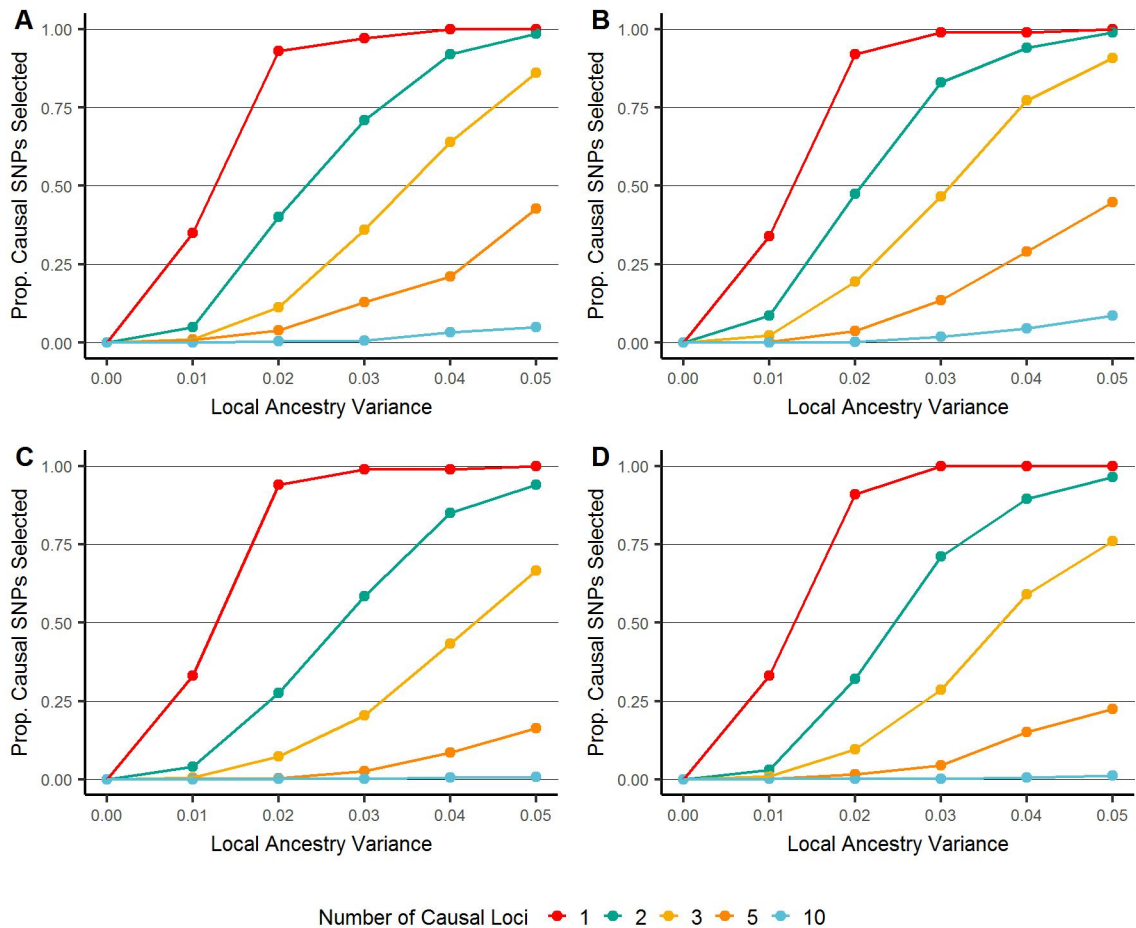 A
Prop. Causal SNPs Selected
1.00
0.75
0.50
0.25
0.00
0.00 0.01 0.02 0.03 0.04 0.05
Local Ancestry Variance
B
Prop. Causal SNPs Selected
1.00
0.75
0.50
0.25
0.00
0.00 0.01 0.02 0.03 0.04 0.05
Local Ancestry Variance
C
Prop. Causal SNPs Selected
1.00
0.75
0.50
0.25
0.00
0.00 0.01 0.02 0.03 0.04 0.05
Local Ancestry Variance
D
Prop. Causal SNPs Selected
1.00
0.75
0.50
0.25
0.00
0.00 0.01 0.02 0.03 0.04 0.05
Local Ancestry Variance
Number of Causal Loci 1 2 3 5 10